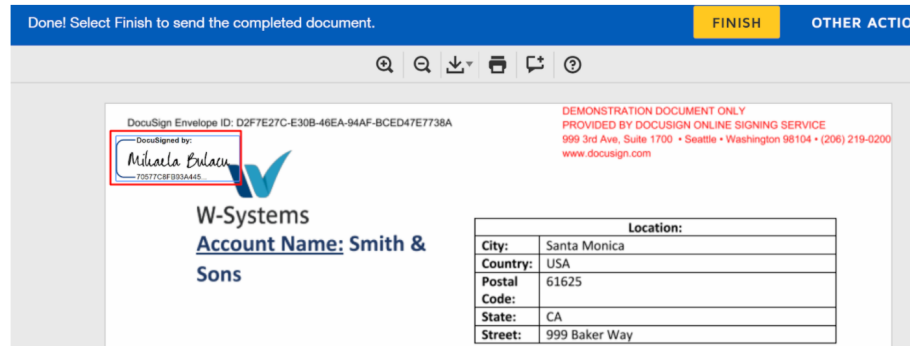 Done! Select Finish to send the completed document.
FINISH
OTHER ACTIO
DocuSign Envelope ID: D2F7E27C-E30B-46EA-94AF-BCED47E7738A
DEMONSTRATION DOCUMENT ONLY
PROVIDED BY DOCUSIGN ONLINE SIGNING SERVICE
999 3rd Ave, Suite 1700 • Seattle • Washington 98104 • (206) 219-0200
www.docusign.com
DocuSigned by:
Mihaela Bulacu
70577C8FB93A445...
W-Systems
Account Name: Smith &
Sons
Location:
City: Santa Monica
Country: USA
Postal 61625
Code:
State: CA
Street: 999 Baker Way